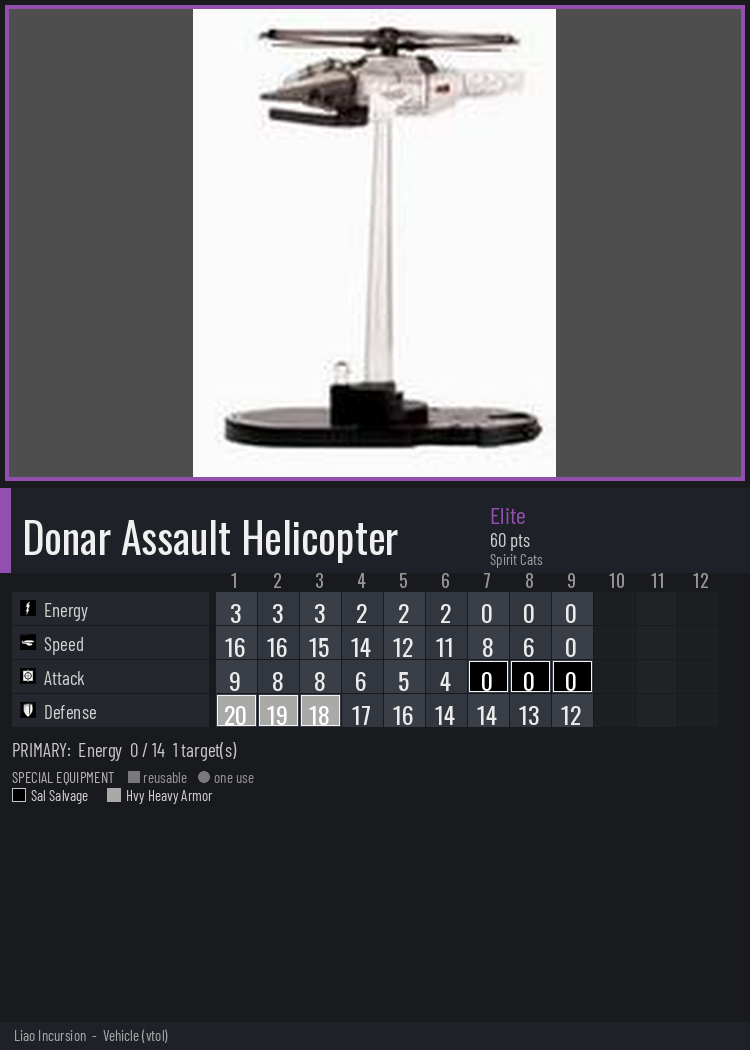 Donar Assault Helicopter
Elite
60 pts
Spirit Cats
1 2 3 4 5 6 7 8 9 10 11 12
Energy 3 3 3 2 2 2 0 0 0
Speed 16 16 15 14 12 11 8 6 0
Attack 9 8 8 6 5 4 0 0 0
Defense 20 19 18 17 16 14 14 13 12
PRIMARY: Energy 0 / 14 1 target(s)
SPECIAL EQUIPMENT reusable one use
Sal Salvage Hvy Heavy Armor
Liao Incursion - Vehicle (vtol)